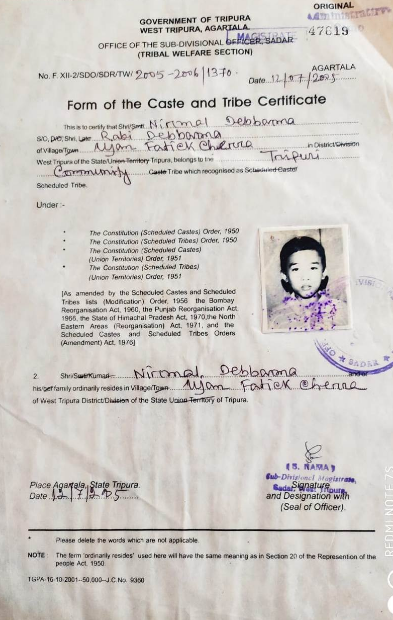 ORIGINAL
GOVERNMENT OF TRIPURA
WEST TRIPURA, AGARTALA.
MAGISTRATE 47619
OFFICE OF THE SUB-DIVISIONAL OFFICER, SADAR
(TRIBAL WELFARE SECTION)
AGARTALA
No. F. XII-2/SDO/SDR/TW/ 2005-2006/1370.
Date 12/07/2005
Form of the Caste and Tribe Certificate
This is to certify that Shri/Smt. Nirmal Debbarma
S/O, D/O, Shri, Late Rabi Debbarma
of Village/Town Ujan Fatick Cherra in District/Division
West Tripura of the State/Union Territory Tripura, belongs to the Tripuri
Community Caste Tribe which recognised as Scheduled Caste/
Scheduled Tribe.
Under :-
* The Constitution (Scheduled Castes) Order, 1950
* The Constitution (Scheduled Tribes) Order, 1950
* The Constitution (Scheduled Castes)
(Union Territories) Order, 1951
* The Constitution (Scheduled Tribes)
(Union Territories) Order, 1951
[As amended by the Scheduled Castes and Scheduled
Tribes lists (Modification) Order, 1956 the Bombay
Reorganisation Act, 1960, the Punjab Reorganisation Act
1966, the State of Himachal Pradesh Act, 1970, the North
Eastern Areas (Reorganisation) Act, 1971, and the
Scheduled Castes and Scheduled Tribes Orders
(Amendment) Act, 1976]
SADAR
2. Shri/Smti/Kumari Nirmal Debbarma and/or
his/her family ordinarily resides in Village/Town Ujan Fatick Cherra
of West Tripura District/Division of the State Union Territory of Tripura.
Place Agartala, State Tripura.
Date 12/7/205
Sub-Divisional Magistrate,
Sadar, West Tripura.
Signature
and Designation with
(Seal of Officer).
* Please delete the words which are not applicable.
NOTE : The term 'ordinarily resides' used here will have the same meaning as in Section 20 of the Represention of the
people Act. 1950
TGPA-16-10-2001--50,000--J.C.No. 9360
REDMI NOTE 7S